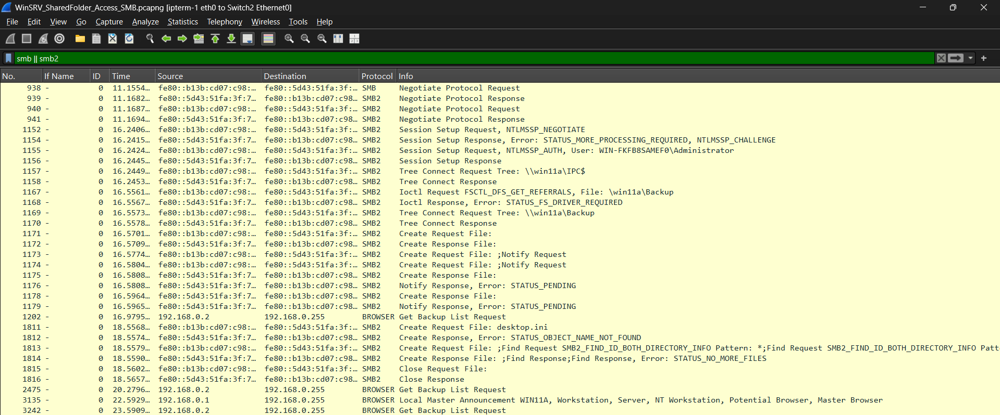 WinSRV_SharedFolder_Access_SMB.pcapng [ipterm-1 eth0 to Switch2 Ethernet0]
File Edit View Go Capture Analyze Statistics Telephony Wireless Tools Help
smb || smb2
No. If Name ID Time Source Destination Protocol Info
938 - 0 11.1554… fe80::b13b:cd07:c98:… fe80::5d43:51fa:3f:… SMB Negotiate Protocol Request
939 - 0 11.1682… fe80::5d43:51fa:3f:7… fe80::b13b:cd07:c98… SMB2 Negotiate Protocol Response
940 - 0 11.1687… fe80::b13b:cd07:c98:… fe80::5d43:51fa:3f:… SMB2 Negotiate Protocol Request
941 - 0 11.1694… fe80::5d43:51fa:3f:7… fe80::b13b:cd07:c98… SMB2 Negotiate Protocol Response
1152 - 0 16.2406… fe80::b13b:cd07:c98:… fe80::5d43:51fa:3f:… SMB2 Session Setup Request, NTLMSSP_NEGOTIATE
1154 - 0 16.2415… fe80::5d43:51fa:3f:7… fe80::b13b:cd07:c98… SMB2 Session Setup Response, Error: STATUS_MORE_PROCESSING_REQUIRED, NTLMSSP_CHALLENGE
1155 - 0 16.2424… fe80::b13b:cd07:c98:… fe80::5d43:51fa:3f:… SMB2 Session Setup Request, NTLMSSP_AUTH, User: WIN-FKFB8SAMEF0\Administrator
1156 - 0 16.2445… fe80::5d43:51fa:3f:7… fe80::b13b:cd07:c98… SMB2 Session Setup Response
1157 - 0 16.2449… fe80::b13b:cd07:c98:… fe80::5d43:51fa:3f:… SMB2 Tree Connect Request Tree: \\win11a\IPC$
1158 - 0 16.2453… fe80::5d43:51fa:3f:7… fe80::b13b:cd07:c98… SMB2 Tree Connect Response
1167 - 0 16.5561… fe80::b13b:cd07:c98:… fe80::5d43:51fa:3f:… SMB2 Ioctl Request FSCTL_DFS_GET_REFERRALS, File: \win11a\Backup
1168 - 0 16.5567… fe80::5d43:51fa:3f:7… fe80::b13b:cd07:c98… SMB2 Ioctl Response, Error: STATUS_FS_DRIVER_REQUIRED
1169 - 0 16.5573… fe80::b13b:cd07:c98:… fe80::5d43:51fa:3f:… SMB2 Tree Connect Request Tree: \\win11a\Backup
1170 - 0 16.5578… fe80::5d43:51fa:3f:7… fe80::b13b:cd07:c98… SMB2 Tree Connect Response
1171 - 0 16.5701… fe80::b13b:cd07:c98:… fe80::5d43:51fa:3f:… SMB2 Create Request File:
1172 - 0 16.5709… fe80::5d43:51fa:3f:7… fe80::b13b:cd07:c98… SMB2 Create Response File:
1173 - 0 16.5774… fe80::b13b:cd07:c98:… fe80::5d43:51fa:3f:… SMB2 Create Request File: ;Notify Request
1174 - 0 16.5804… fe80::b13b:cd07:c98:… fe80::5d43:51fa:3f:… SMB2 Create Request File: ;Notify Request
1175 - 0 16.5808… fe80::5d43:51fa:3f:7… fe80::b13b:cd07:c98… SMB2 Create Response File:
1176 - 0 16.5808… fe80::5d43:51fa:3f:7… fe80::b13b:cd07:c98… SMB2 Notify Response, Error: STATUS_PENDING
1178 - 0 16.5964… fe80::5d43:51fa:3f:7… fe80::b13b:cd07:c98… SMB2 Create Response File:
1179 - 0 16.5965… fe80::5d43:51fa:3f:7… fe80::b13b:cd07:c98… SMB2 Notify Response, Error: STATUS_PENDING
1202 - 0 16.9795… 192.168.0.2 192.168.0.255 BROWSER Get Backup List Request
1811 - 0 18.5568… fe80::b13b:cd07:c98:… fe80::5d43:51fa:3f:… SMB2 Create Request File: desktop.ini
1812 - 0 18.5574… fe80::5d43:51fa:3f:7… fe80::b13b:cd07:c98… SMB2 Create Response, Error: STATUS_OBJECT_NAME_NOT_FOUND
1813 - 0 18.5579… fe80::b13b:cd07:c98:… fe80::5d43:51fa:3f:… SMB2 Create Request File: ;Find Request SMB2_FIND_ID_BOTH_DIRECTORY_INFO Pattern: *;Find Request SMB2_FIND_ID_BOTH_DIRECTORY_INFO Patt
1814 - 0 18.5590… fe80::5d43:51fa:3f:7… fe80::b13b:cd07:c98… SMB2 Create Response File: ;Find Response;Find Response, Error: STATUS_NO_MORE_FILES
1815 - 0 18.5602… fe80::b13b:cd07:c98:… fe80::5d43:51fa:3f:… SMB2 Close Request File:
1816 - 0 18.5657… fe80::5d43:51fa:3f:7… fe80::b13b:cd07:c98… SMB2 Close Response
2475 - 0 20.2796… 192.168.0.2 192.168.0.255 BROWSER Get Backup List Request
3135 - 0 22.5929… 192.168.0.1 192.168.0.255 BROWSER Local Master Announcement WIN11A, Workstation, Server, NT Workstation, Potential Browser, Master Browser
3242 - 0 23.5909… 192.168.0.2 192.168.0.255 BROWSER Get Backup List Request